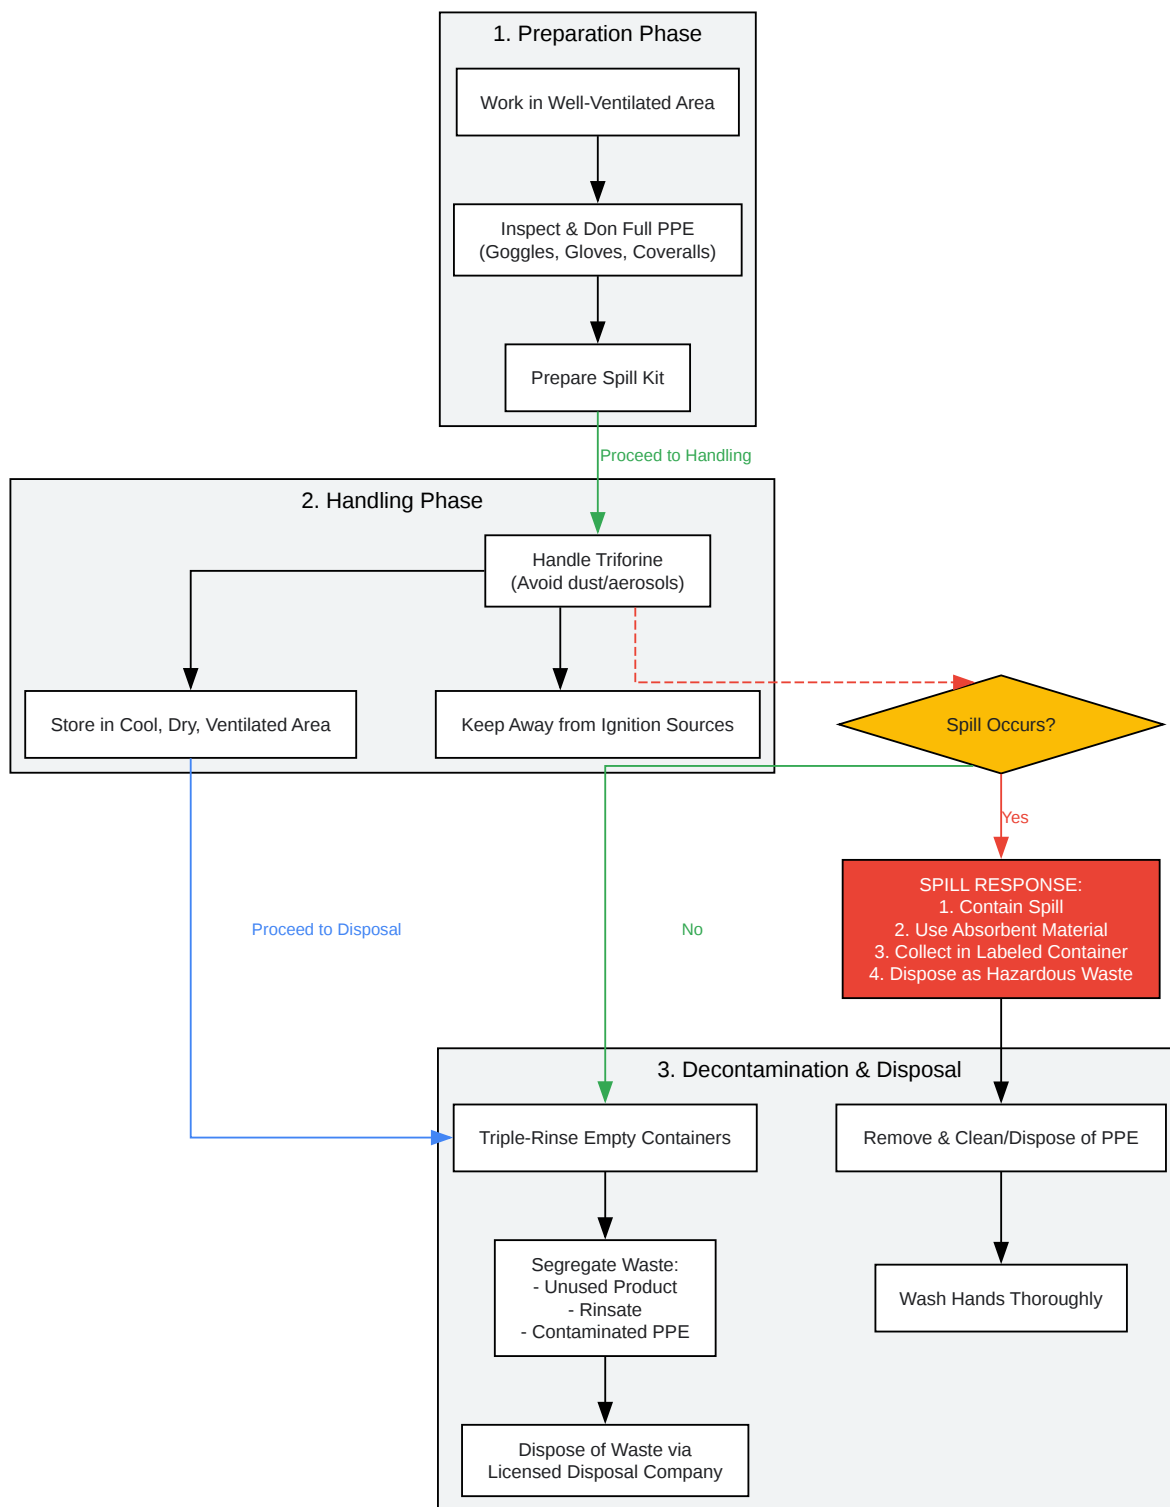 1. Preparation Phase
Work in Well-Ventilated Area
Inspect & Don Full PPE
(Goggles, Gloves, Coveralls)
Prepare Spill Kit
Proceed to Handling
2. Handling Phase
Handle Triforine
(Avoid dust/aerosols)
Store in Cool, Dry, Ventilated Area
Keep Away from Ignition Sources
Spill Occurs?
Yes
SPILL RESPONSE:
1. Contain Spill
2. Use Absorbent Material
3. Collect in Labeled Container
4. Dispose as Hazardous Waste
Proceed to Disposal
No
3. Decontamination & Disposal
Triple-Rinse Empty Containers
Remove & Clean/Dispose of PPE
Segregate Waste:
- Unused Product
- Rinsate
- Contaminated PPE
Wash Hands Thoroughly
Dispose of Waste via
Licensed Disposal Company